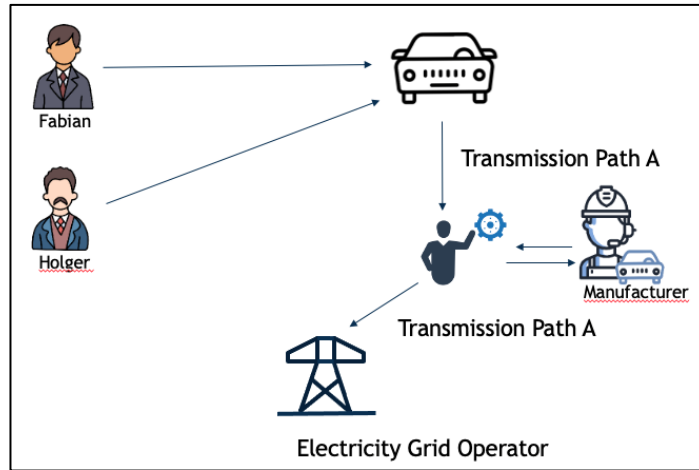 Fabian
Transmission Path A
Holger
Manufacturer
Transmission Path A
Electricity Grid Operator